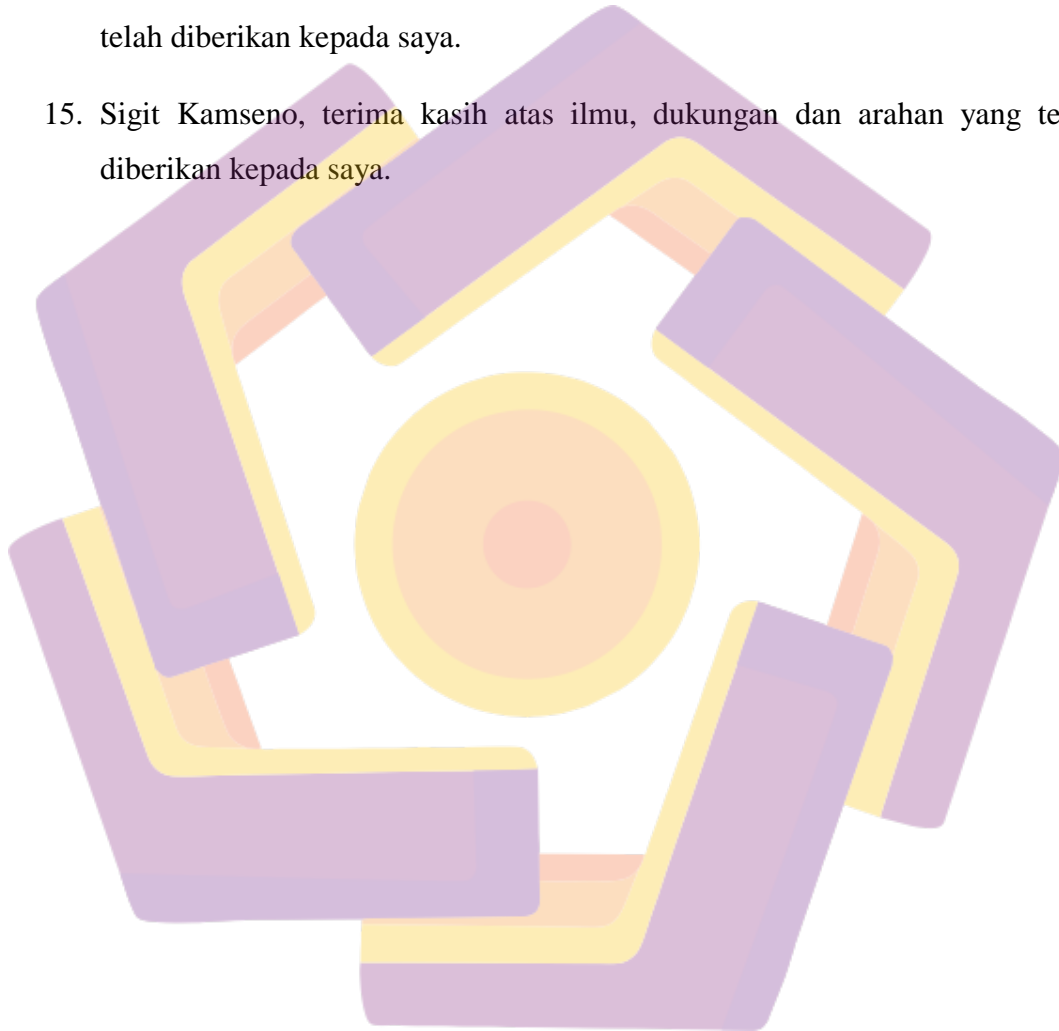 telah diberikan kepada saya.
15. Sigit Kamseno, terima kasih atas ilmu, dukungan dan arahan yang te
diberikan kepada saya.